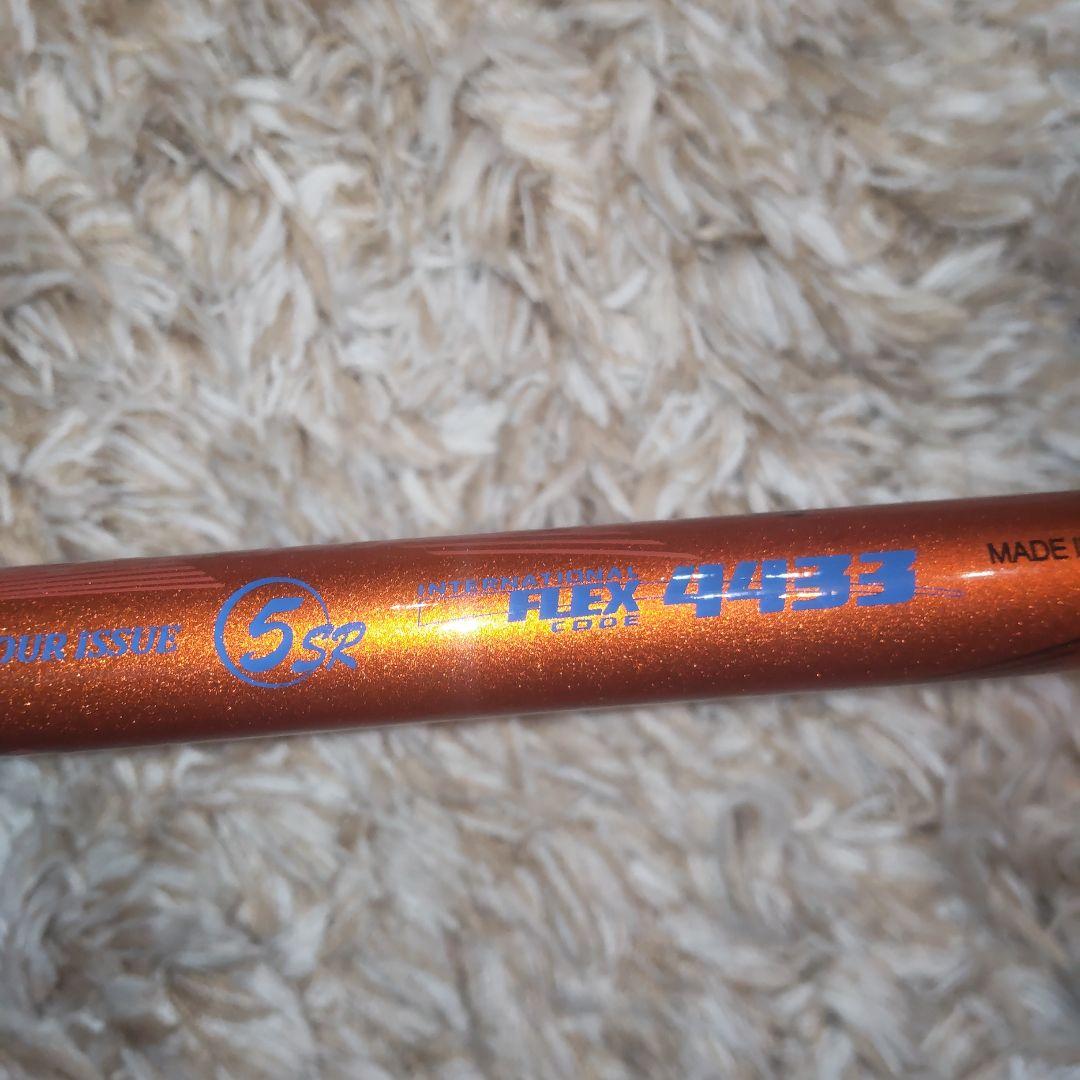 OUR ISSUE
5SR
INTERNATIONAL
FLEX
CODE
4433
MADE